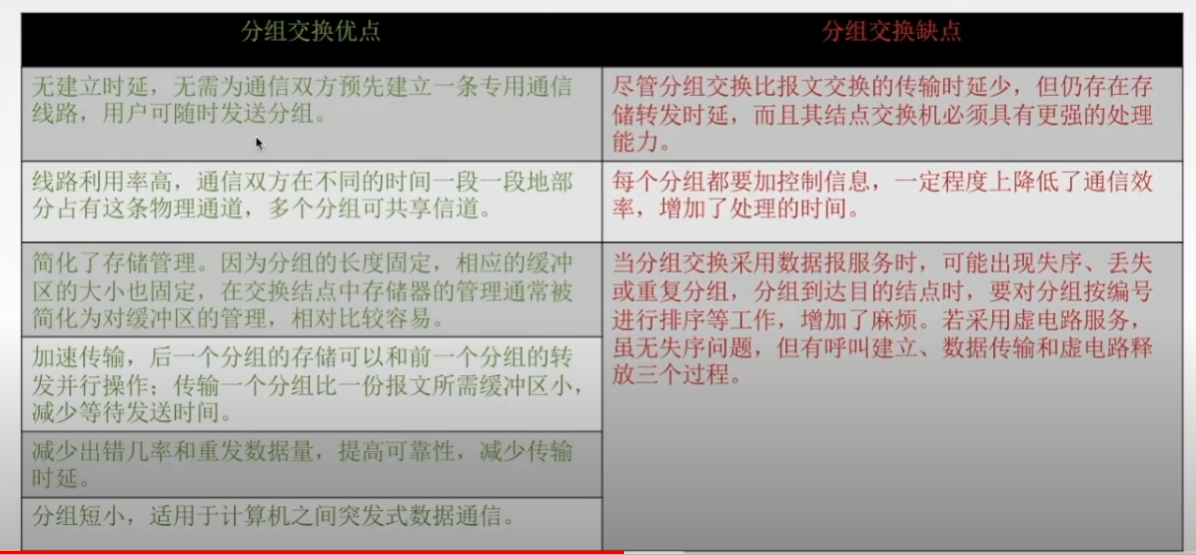 分组交换优点
分组交换缺点
无建立时延，无需为通信双方预先建立一条专用通信
线路，用户可随时发送分组。
尽管分组交换比报文交换的传输时延少，但仍存在存
储转发时延，而且其结点交换机必须具有更强的处理
能力。
线路利用率高，通信双方在不同的时间一段一段地部
分占有这条物理通道，多个分组可共享信道。
每个分组都要加控制信息，一定程度上降低了通信效
率，增加了处理的时间。
简化了存储管理。因为分组的长度固定，相应的缓冲
区的大小也固定，在交换结点中存储器的管理通常被
简化为对缓冲区的管理，相对比较容易。
加速传输，后一个分组的存储可以和前一个分组的转
发并行操作；传输一个分组比一份报文所需缓冲区小，
减少等待发送时间。
减少出错几率和重发数据量，提高可靠性，减少传输
时延。
分组短小，适用于计算机之间突发式数据通信。
当分组交换采用数据报服务时，可能出现失序、丢失
或重复分组，分组到达目的结点时，要对分组按编号
进行排序等工作，增加了麻烦。若采用虚电路服务，
虽无失序问题，但有呼叫建立、数据传输和虚电路释
放三个过程。